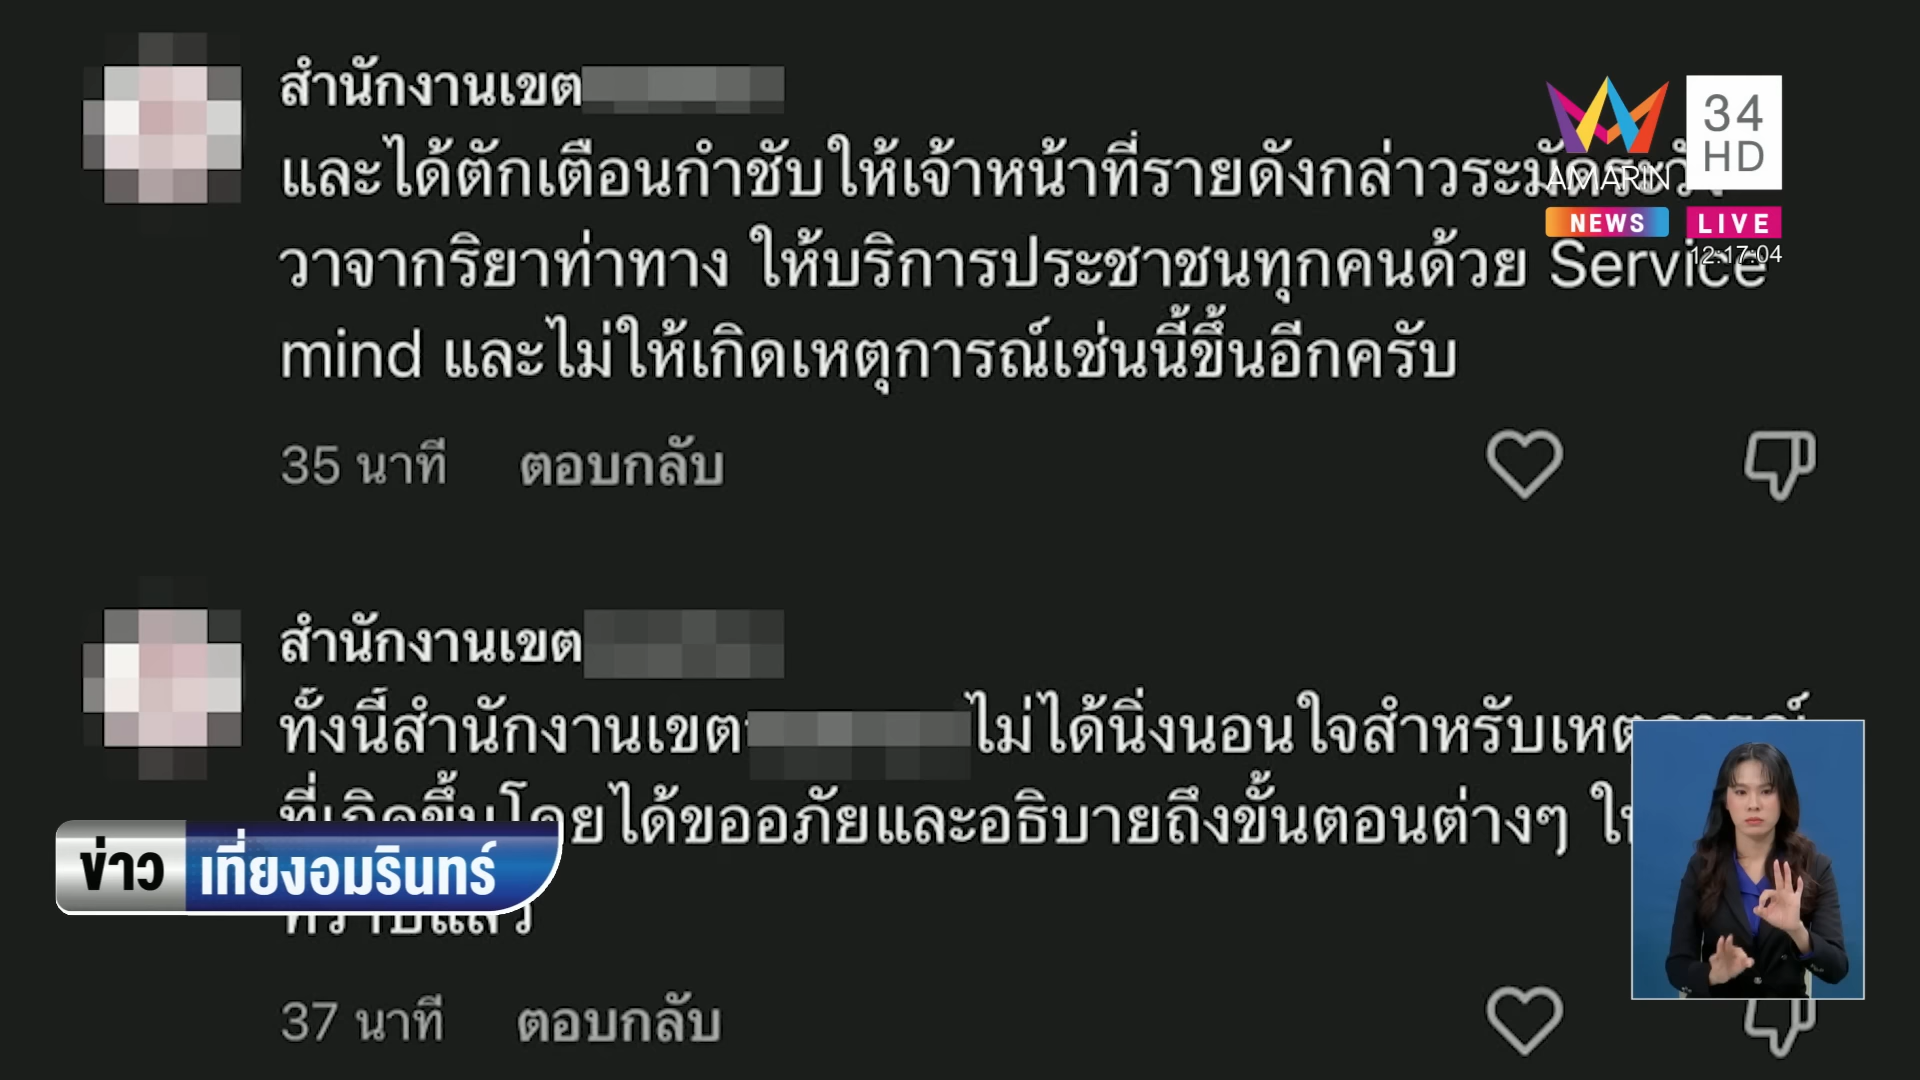 สำนักงานเขต
และได้ตักเตือนกำชับให้เจ้าหน้าที่รายดังกล่าวระมัดระวัง
วาจากริยาท่าทาง ให้บริการประชาชนทุกคนด้วย Service
mind และไม่ให้เกิดเหตุการณ์เช่นนี้ขึ้นอีกครับ
35 นาที ตอบกลับ
AMARIN
34
HD
NEWS
LIVE
12:17:04
สำนักงานเขต
ทั้งนี้สำนักงานเขต ไม่ได้นิ่งนอนใจสำหรับเหตุการณ์
ที่เกิดขึ้นโดยได้ขออภัยและอธิบายถึงขั้นตอนต่างๆ
ทราบแล้ว
37 นาที ตอบกลับ
ข่าว เที่ยงอมรินทร์